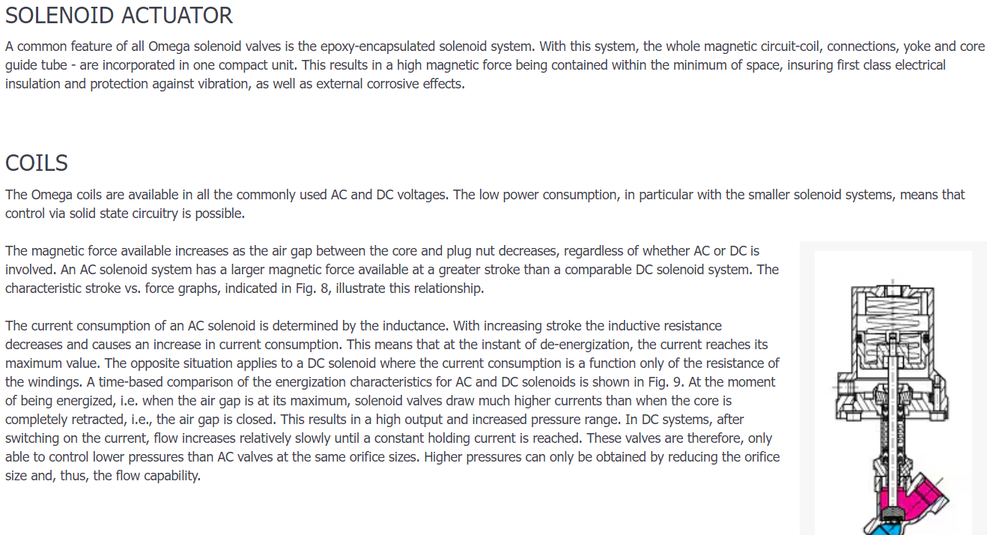 SOLENOID ACTUATOR
A common feature of all Omega solenoid valves is the epoxy-encapsulated solenoid system. With this system, the whole magnetic circuit-coil, connections, yoke and core
guide tube - are incorporated in one compact unit. This results in a high magnetic force being contained within the minimum of space, insuring first class electrical
insulation and protection against vibration, as well as external corrosive effects.
COILS
The Omega coils are available in all the commonly used AC and DC voltages. The low power consumption, in particular with the smaller solenoid systems, means that
control via solid state circuitry is possible.
The magnetic force available increases as the air gap between the core and plug nut decreases, regardless of whether AC or DC is
involved. An AC solenoid system has a larger magnetic force available at a greater stroke than a comparable DC solenoid system. The
characteristic stroke vs. force graphs, indicated in Fig. 8, illustrate this relationship.
The current consumption of an AC solenoid is determined by the inductance. With increasing stroke the inductive resistance
decreases and causes an increase in current consumption. This means that at the instant of de-energization, the current reaches its
maximum value. The opposite situation applies to a DC solenoid where the current consumption is a function only of the resistance of
the windings. A time-based comparison of the energization characteristics for AC and DC solenoids is shown in Fig. 9. At the moment
of being energized, i.e. when the air gap is at its maximum, solenoid valves draw much higher currents than when the core is
completely retracted, i.e., the air gap is closed. This results in a high output and increased pressure range. In DC systems, after
switching on the current, flow increases relatively slowly until a constant holding current is reached. These valves are therefore, only
able to control lower pressures than AC valves at the same orifice sizes. Higher pressures can only be obtained by reducing the orifice
size and, thus, the flow capability.